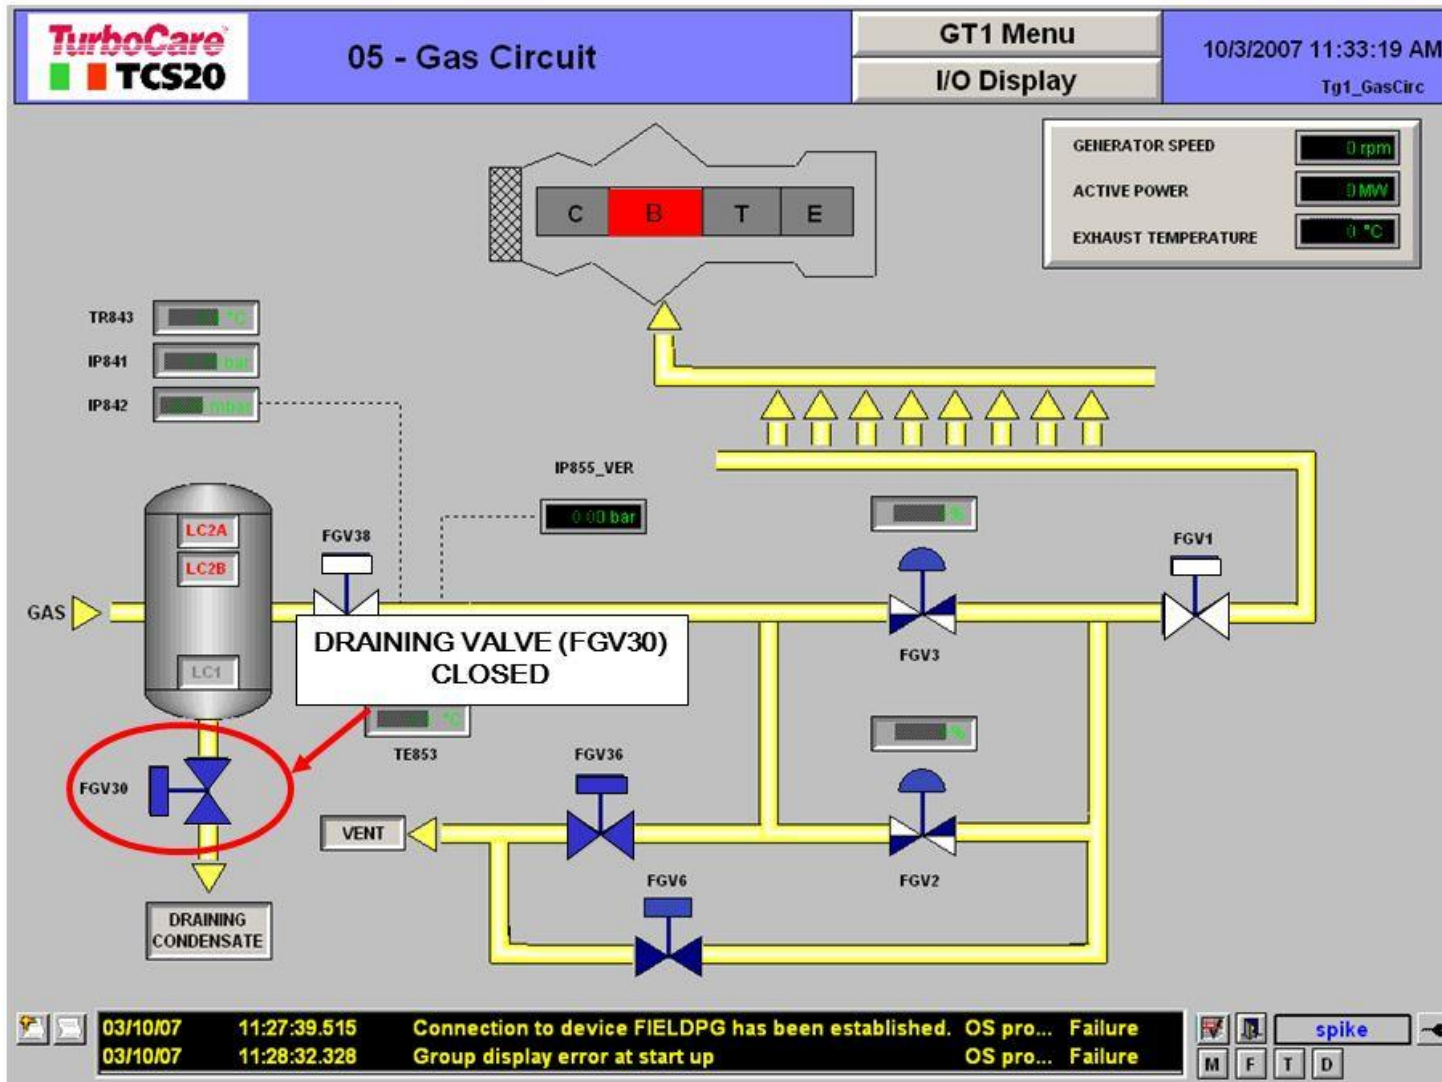 TurboCare
TCS20
05 - Gas Circuit
GT1 Menu
I/O Display
10/3/2007 11:33:19 AM
Tg1_GasCirc
GENERATOR SPEED 0 rpm
ACTIVE POWER 0 MW
EXHAUST TEMPERATURE 0 °C
C B T E
TR843 °C
IP841 bar
IP842 mbar
IP855_VER
0.00 bar
%
LC2A
LC2B
FGV38
FGV1
GAS
DRAINING VALVE (FGV30)
CLOSED
FGV3
LC1
°C
%
TE853
FGV36
FGV30
VENT
FGV6
FGV2
DRAINING
CONDENSATE
03/10/07 11:27:39.515 Connection to device FIELDPG has been established. OS pro... Failure
03/10/07 11:28:32.328 Group display error at start up OS pro... Failure
spike
M F T D